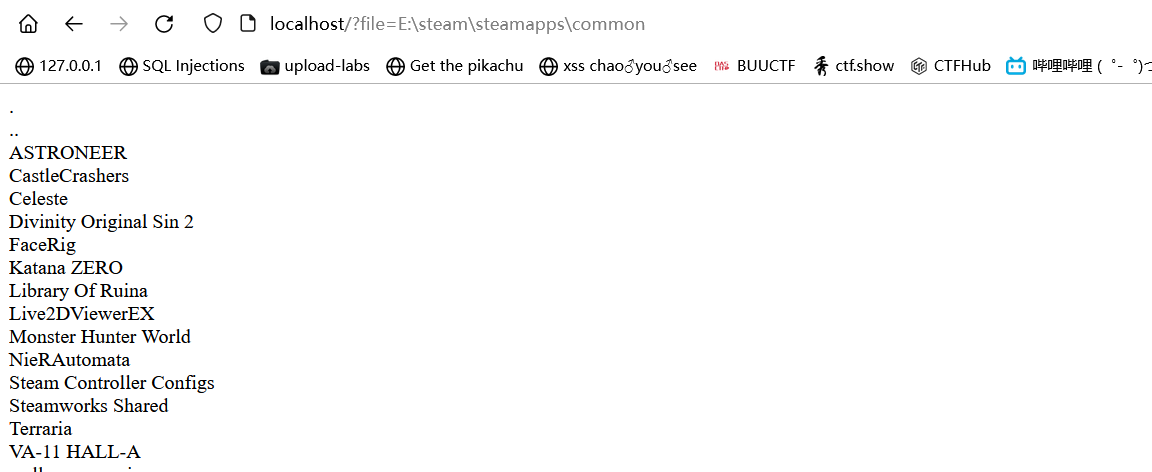 localhost/?file=E:\steam\steamapps\common
127.0.0.1 SQL Injections upload-labs Get the pikachu xss chao♂you♂see BUUCTF ctf.show CTFHub 哔哩哔哩 ( ゜- ゜)つ
.
..
ASTRONEER
CastleCrashers
Celeste
Divinity Original Sin 2
FaceRig
Katana ZERO
Library Of Ruina
Live2DViewerEX
Monster Hunter World
NieRAutomata
Steam Controller Configs
Steamworks Shared
Terraria
VA-11 HALL-A